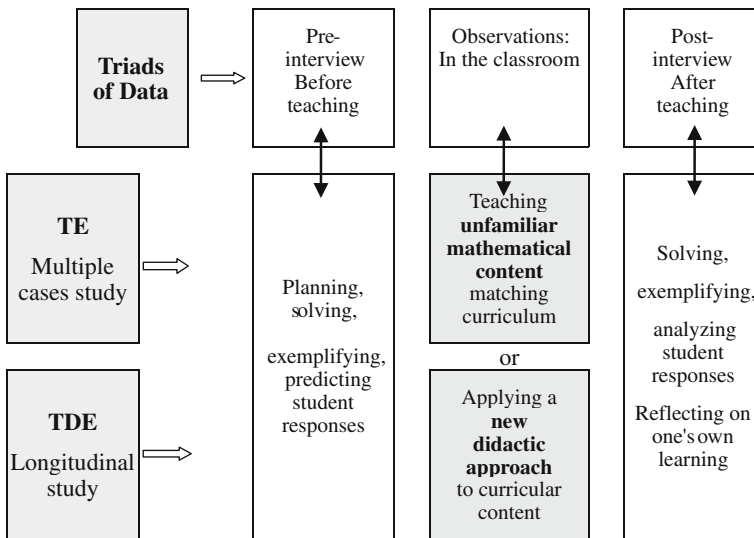 Triads
of Data
Pre-
interview
Before
teaching
Observations:
In the classroom
Post-
interview
After
teaching
TE
Multiple
cases study
TDE
Longitudinal
study
Planning,
solving,
exemplifying,
predicting
student
responses
Teaching
unfamiliar
mathematical
content
matching
curriculum
or
Applying a
new
didactic
approach
to curricular
content
Solving,
exemplifying,
analyzing
student
responses
Reflecting on
one's own
learning